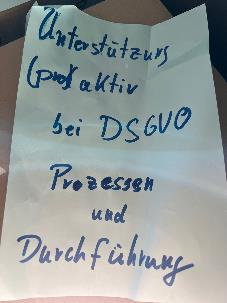 Unterstützung
(pro)aktiv
bei DSGVO
Prozessen
und
Durchführung